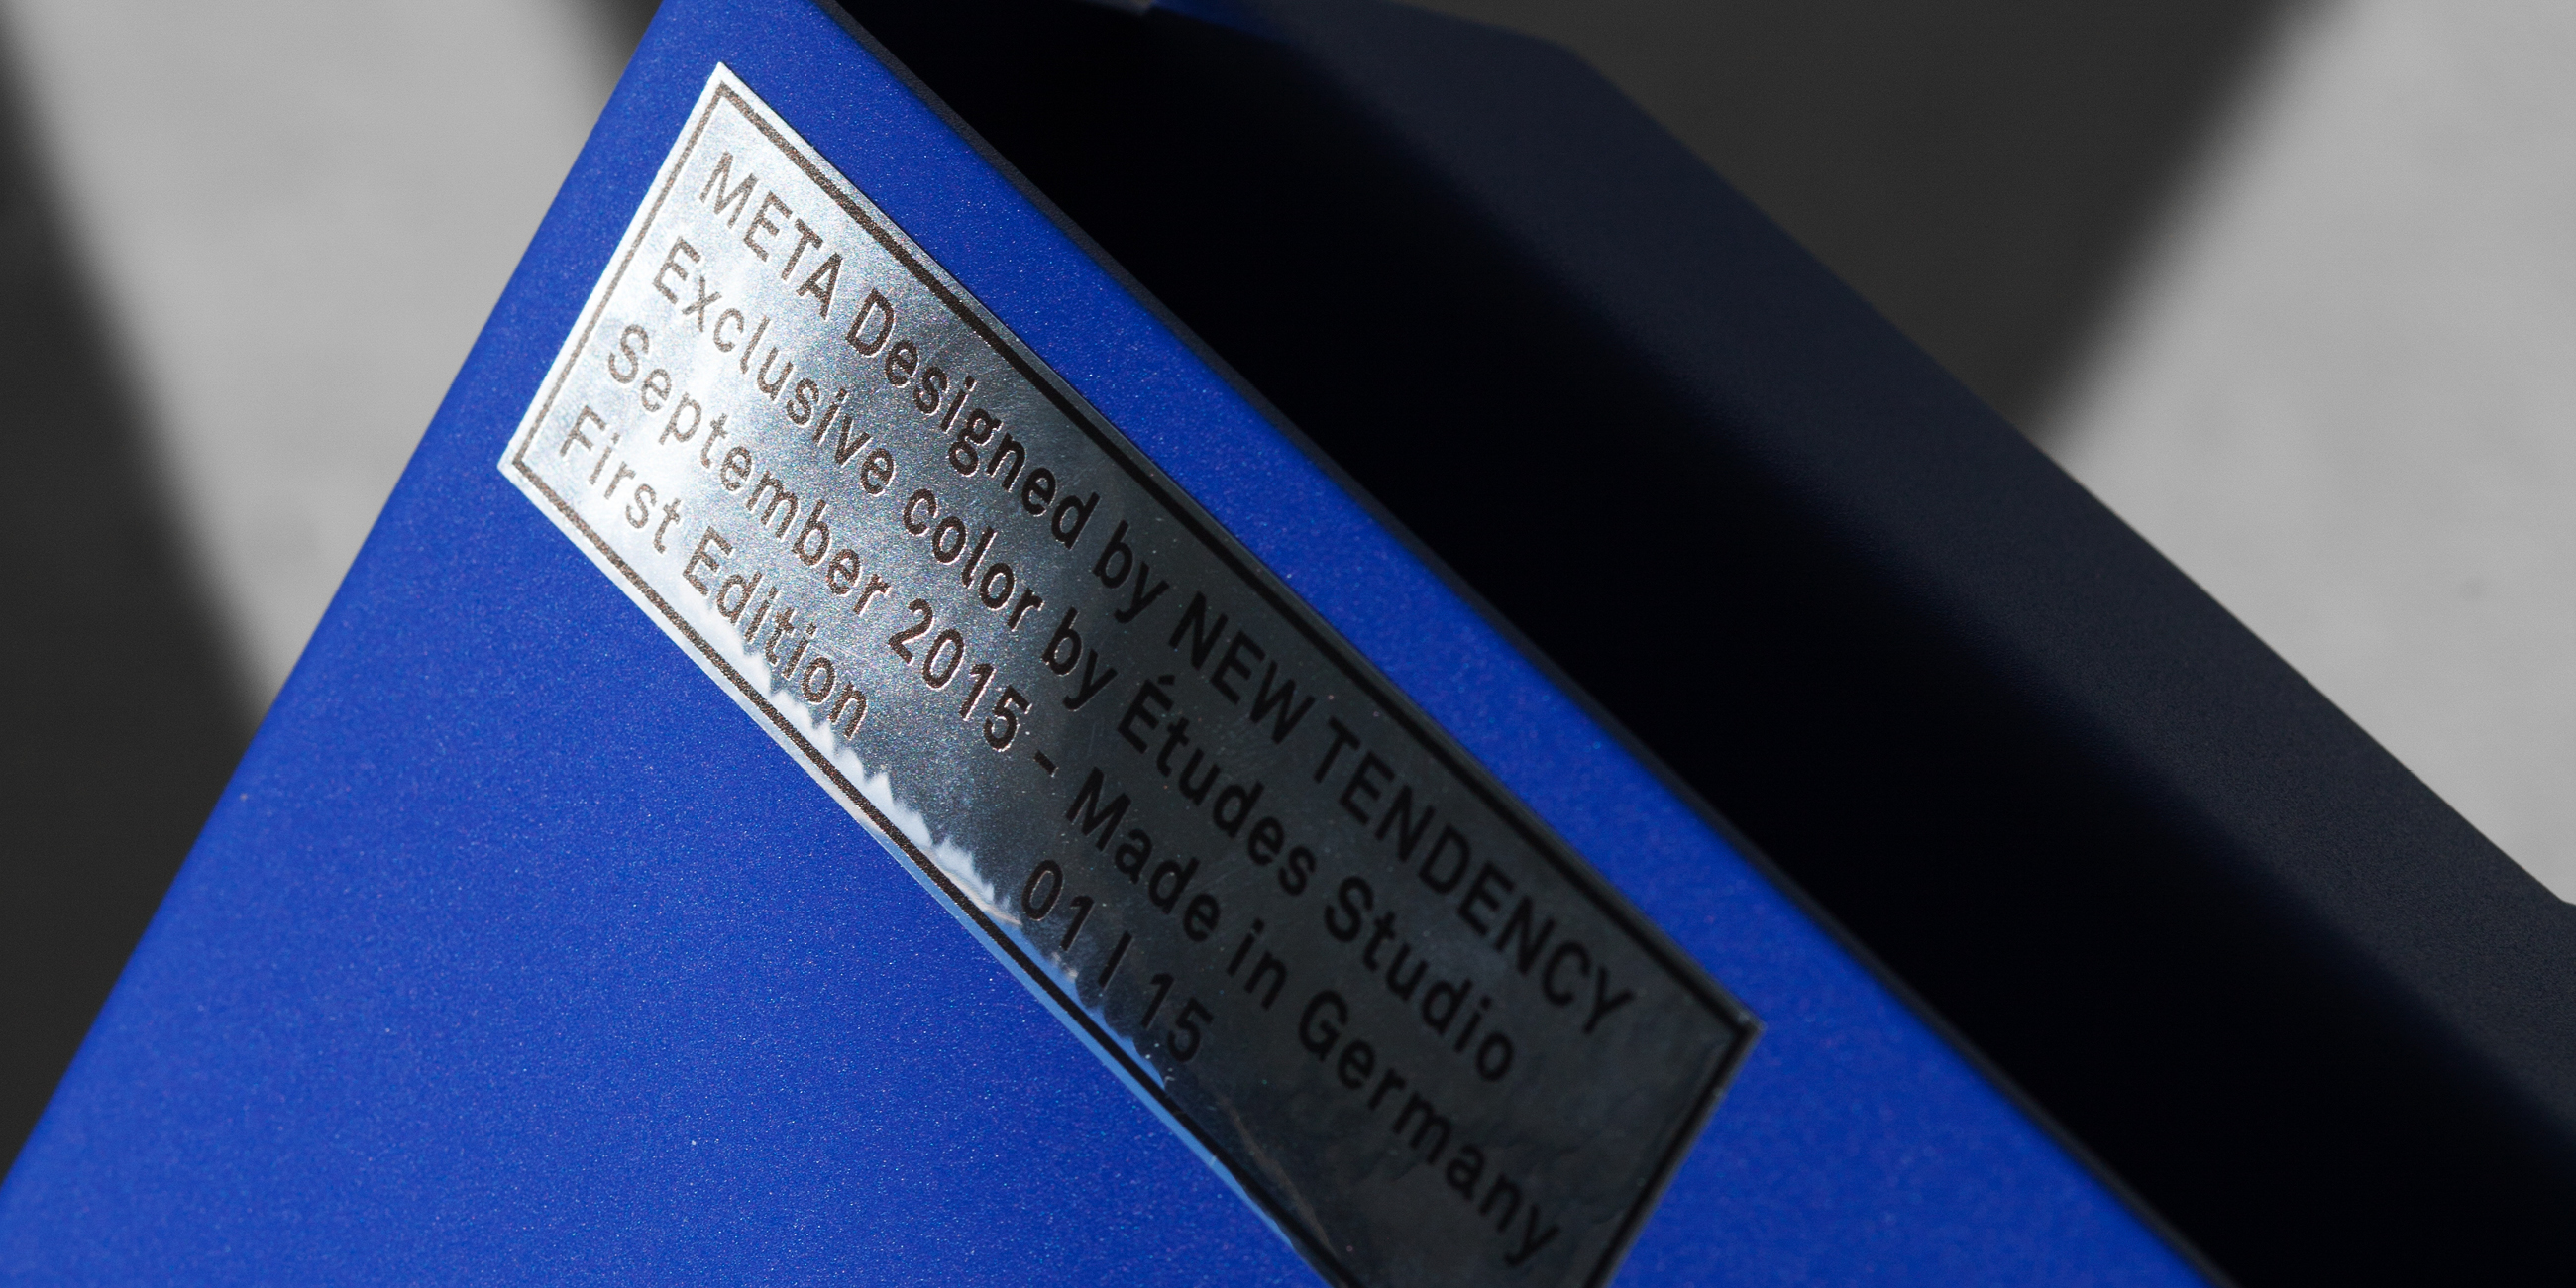 META Designed by NEW TENDENCY
Exclusive color by Études Studio
September 2015 - Made in Germany
First Edition 01 | 15